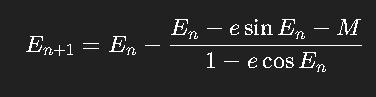 E_{n+1} = E_n - \frac{E_n - e \sin E_n - M}{1 - e \cos E_n}